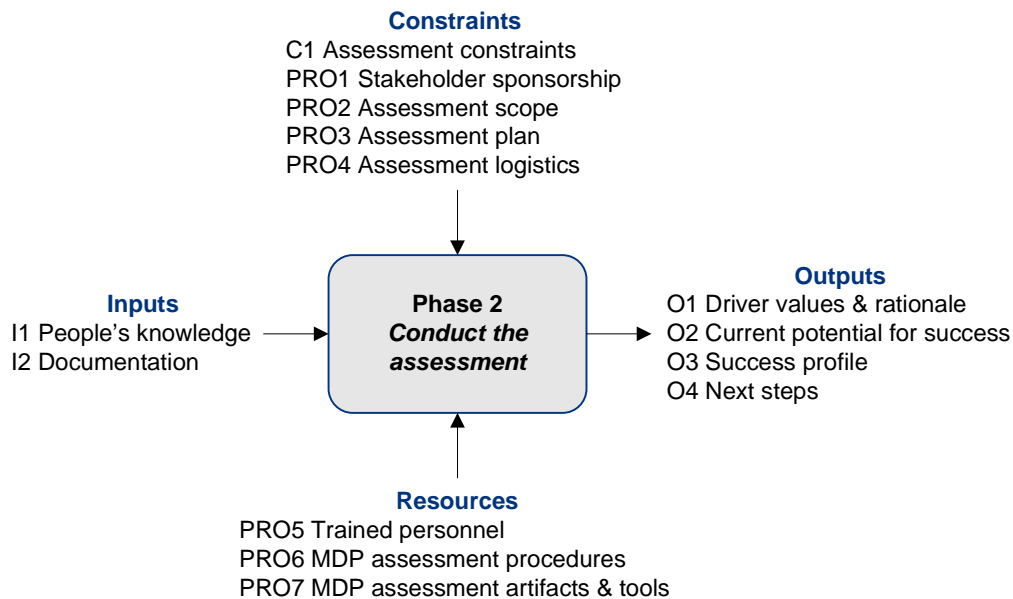 Constraints
C1 Assessment constraints
PRO1 Stakeholder sponsorship
PRO2 Assessment scope
PRO3 Assessment plan
PRO4 Assessment logistics
Inputs
I1 People’s knowledge
I2 Documentation
Phase 2
Conduct the
assessment
Outputs
O1 Driver values & rationale
O2 Current potential for success
O3 Success profile
O4 Next steps
Resources
PRO5 Trained personnel
PRO6 MDP assessment procedures
PRO7 MDP assessment artifacts & tools